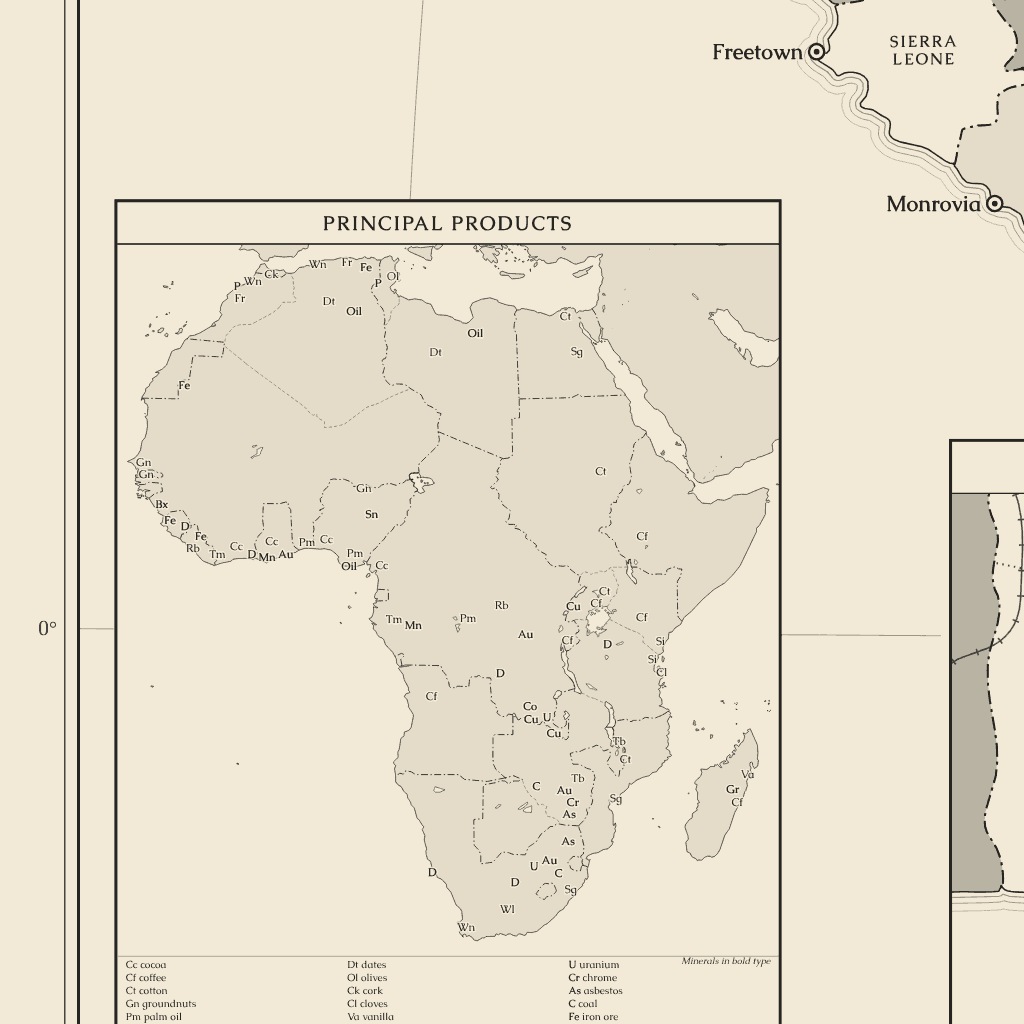 Freetown
SIERRA
LEONE
Monrovia
PRINCIPAL PRODUCTS
Wn Fr Fe
P Wn Ck P Ol
Fr Dt Oil
Oil Ct
Dt Sg
Fe
Gn Ct
Gn
Gn
Bx Sn
Fe D
Fe Cf
Rb Tm Cc D Cc Mn Au Pm Cc Pm
Oil Cc
Ct
Cu Cf
Rb
Tm Mn Pm Cf
0°
Au Cf D Si
Si
D Cl
Cf
Co
Cu U
Cu
Tb
Ct
C Tb Va
Au Gr
Cr Sg Cf
As
As
U Au
C
D D Sg
Wl
Wn
Minerals in bold type
Cc cocoa Dt dates U uranium
Cf coffee Ol olives Cr chrome
Ct cotton Ck cork As asbestos
Gn groundnuts Cl cloves C coal
Pm palm oil Va vanilla Fe iron ore